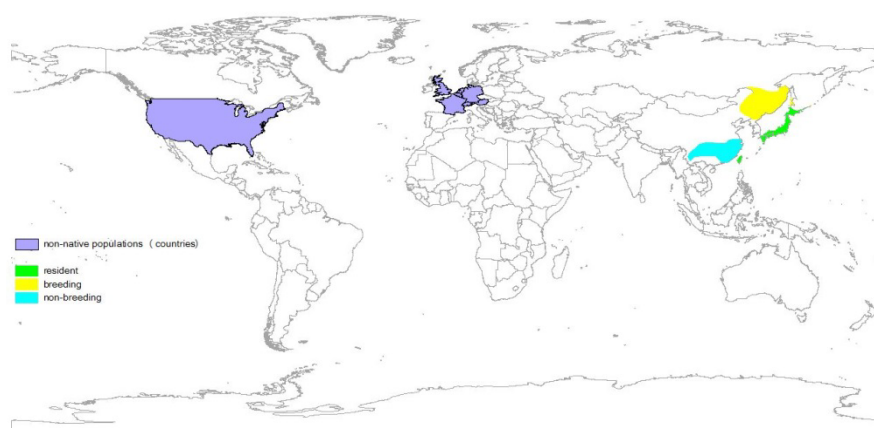 non-native populations ( countries)
resident
breeding
non-breeding